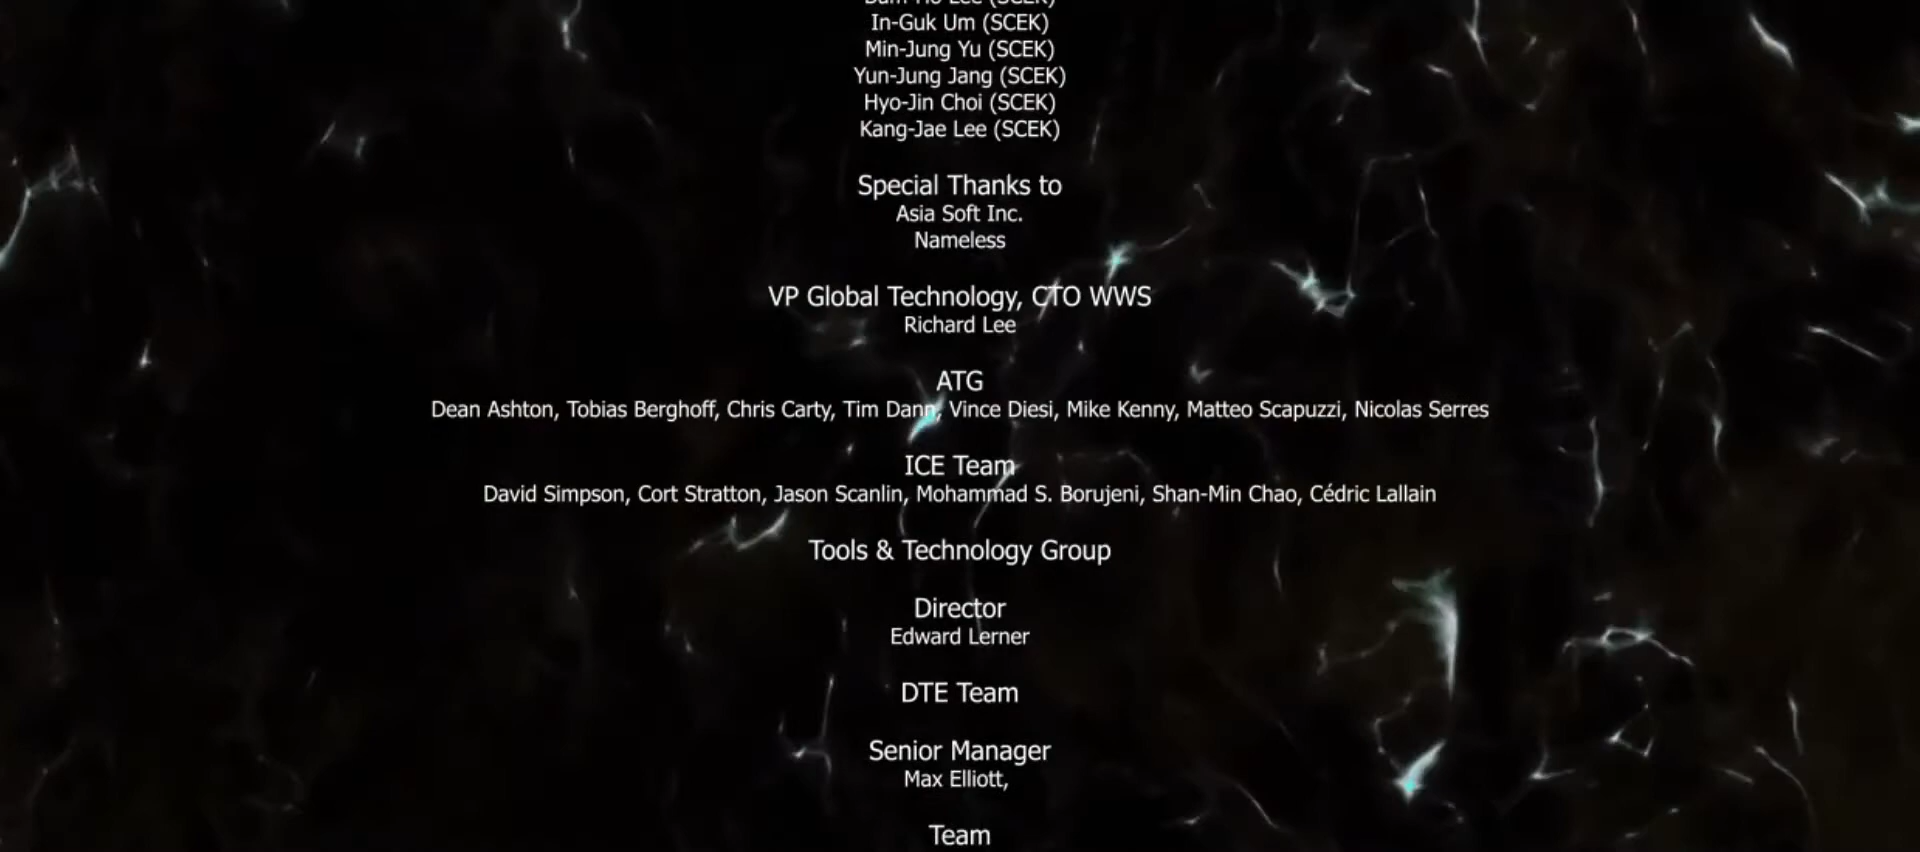 In-Guk Um (SCEK)
Min-Jung Yu (SCEK)
Yun-Jung Jang (SCEK)
Hyo-Jin Choi (SCEK)
Kang-Jae Lee (SCEK)
Special Thanks to
Asia Soft Inc.
Nameless
VP Global Technology, CTO WWS
Richard Lee
ATG
Dean Ashton, Tobias Berghoff, Chris Carty, Tim Dann, Vince Diesi, Mike Kenny, Matteo Scapuzzi, Nicolas Serres
ICE Team
David Simpson, Cort Stratton, Jason Scanlin, Mohammad S. Borujeni, Shan-Min Chao, Cédric Lallain
Tools & Technology Group
Director
Edward Lerner
DTE Team
Senior Manager
Max Elliott,
Team